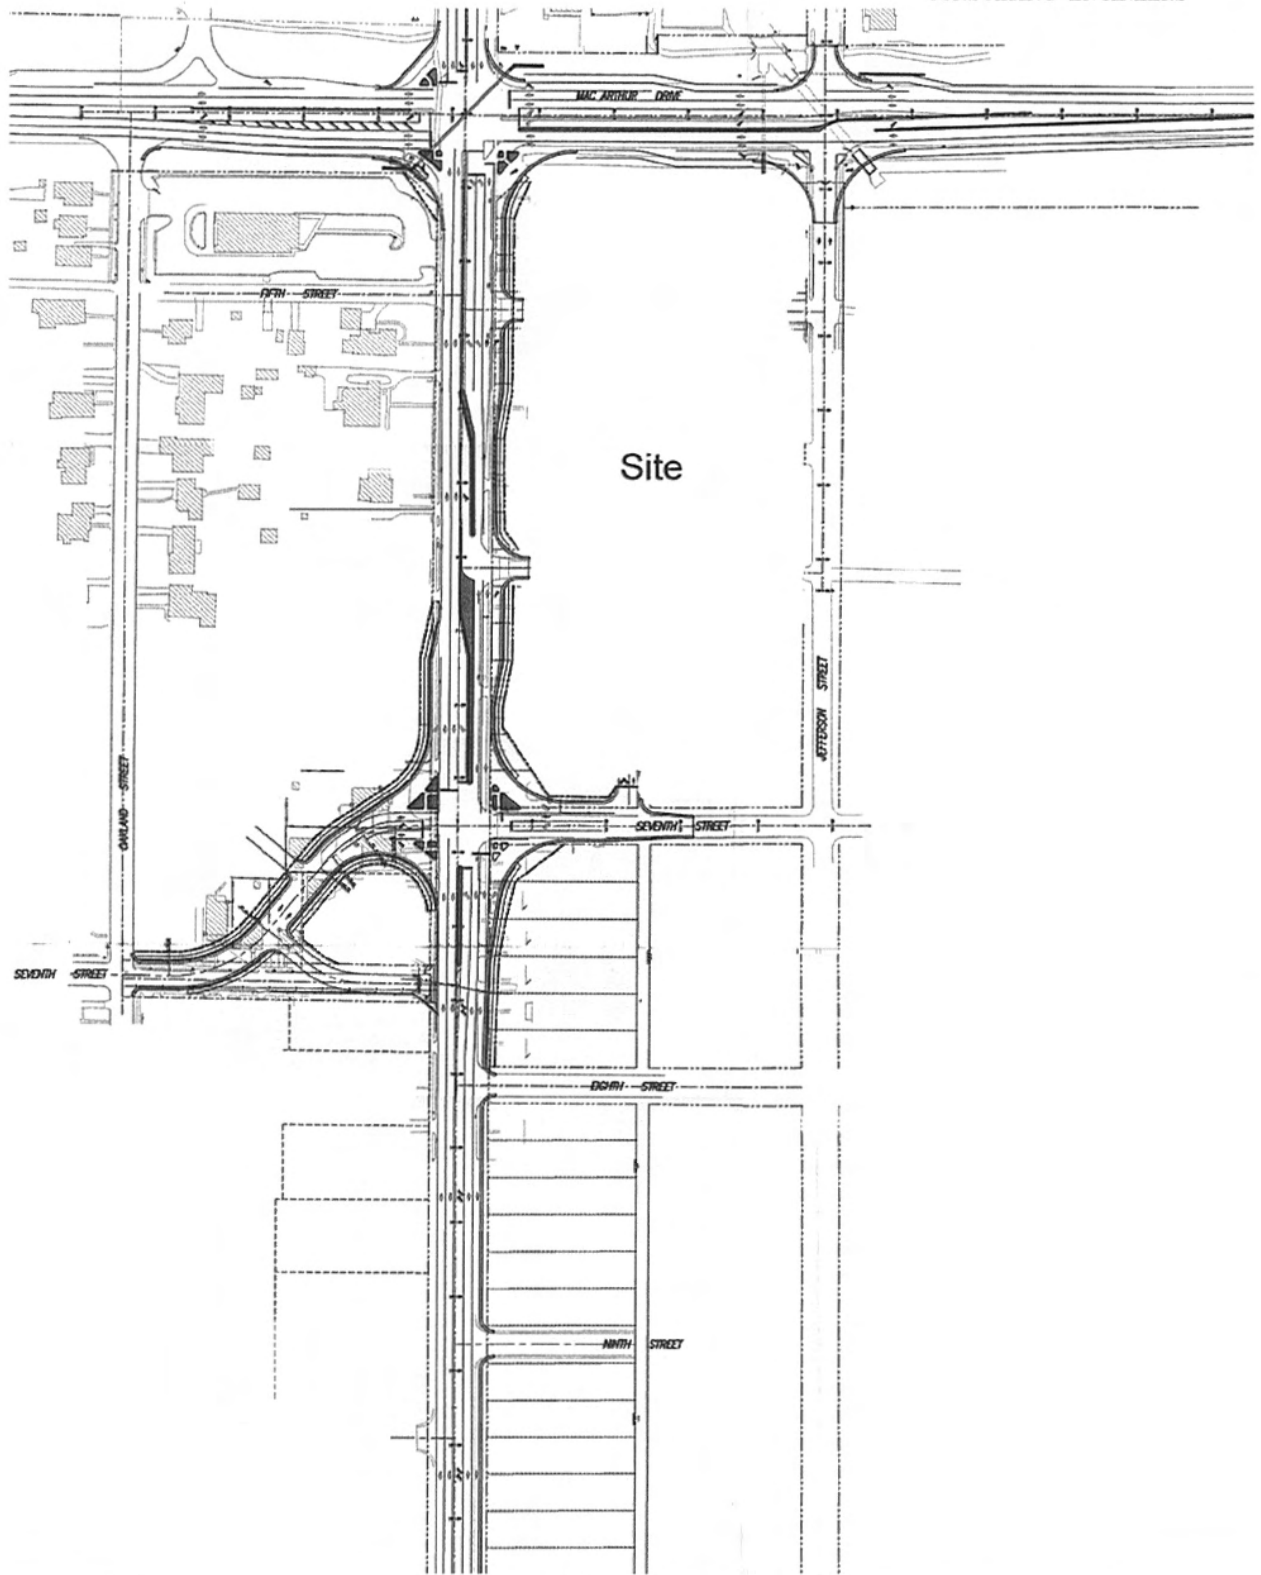 MAC ARTHUR DRIVE
FIFTH STREET
Site
JEFFERSON STREET
OAKLAND STREET
SEVENTH STREET
SEVENTH STREET
EIGHTH STREET
NINTH STREET